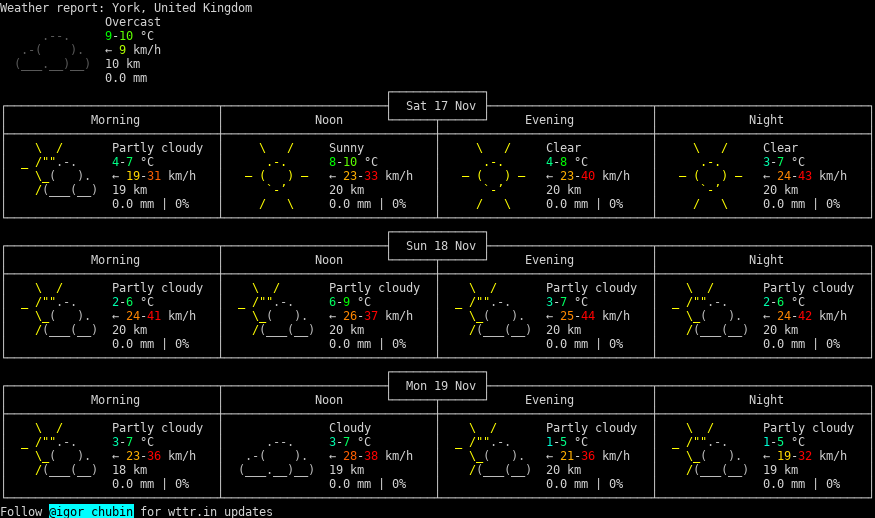 Weather report: York, United Kingdom
Overcast
9-10 °C
← 9 km/h
10 km
0.0 mm
Sat 17 Nov
Morning Noon Evening Night
Partly cloudy Sunny Clear Clear
4-7 °C 8-10 °C 4-8 °C 3-7 °C
← 19-31 km/h ← 23-33 km/h ← 23-40 km/h ← 24-43 km/h
19 km 20 km 20 km 20 km
0.0 mm | 0% 0.0 mm | 0% 0.0 mm | 0% 0.0 mm | 0%
Sun 18 Nov
Morning Noon Evening Night
Partly cloudy Partly cloudy Partly cloudy Partly cloudy
2-6 °C 6-9 °C 3-7 °C 2-6 °C
← 24-41 km/h ← 26-37 km/h ← 25-44 km/h ← 24-42 km/h
20 km 20 km 20 km 20 km
0.0 mm | 0% 0.0 mm | 0% 0.0 mm | 0% 0.0 mm | 0%
Mon 19 Nov
Morning Noon Evening Night
Partly cloudy Cloudy Partly cloudy Partly cloudy
3-7 °C 3-7 °C 1-5 °C 1-5 °C
← 23-36 km/h ← 28-38 km/h ← 21-36 km/h ← 19-32 km/h
18 km 19 km 20 km 19 km
0.0 mm | 0% 0.0 mm | 0% 0.0 mm | 0% 0.0 mm | 0%
Follow @igor_chubin for wttr.in updates